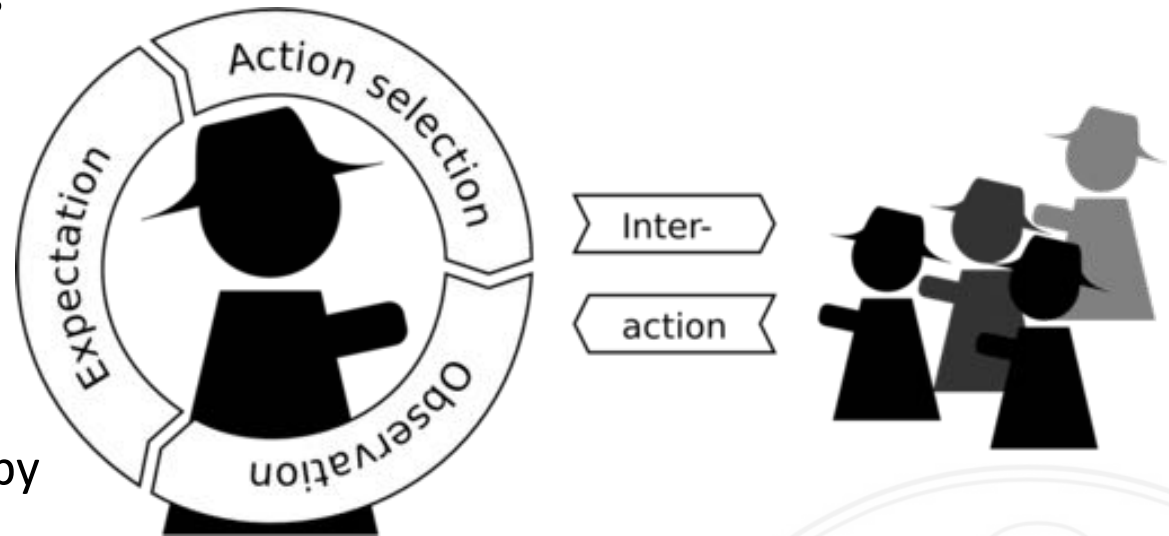 Action selection
Expectation
Inter-
action
Observation
by